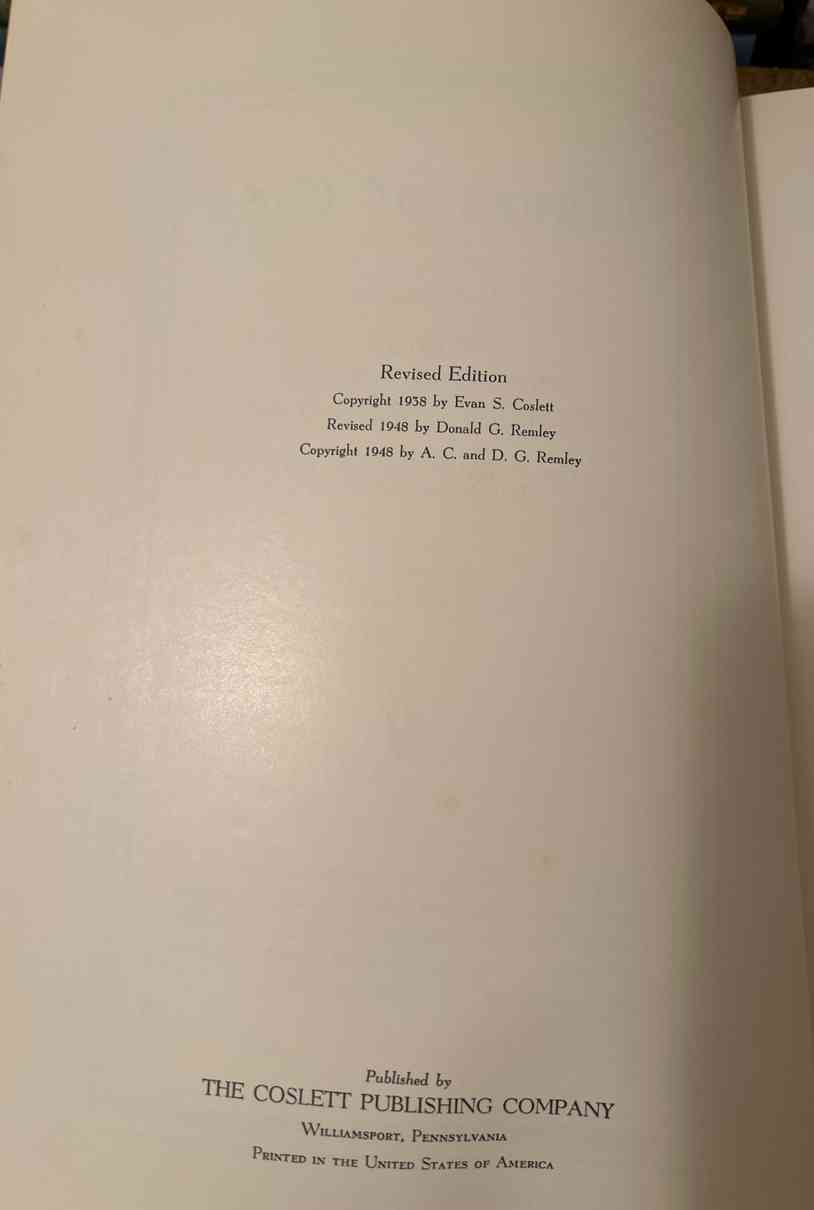 Revised Edition
Copyright 1938 by Evan S. Coslett
Revised 1948 by Donald G. Remley
Copyright 1948 by A. C. and D. G. Remley
Published by
THE COSLETT PUBLISHING COMPANY
WILLIAMSPORT, PENNSYLVANIA
PRINTED IN THE UNITED STATES OF AMERICA